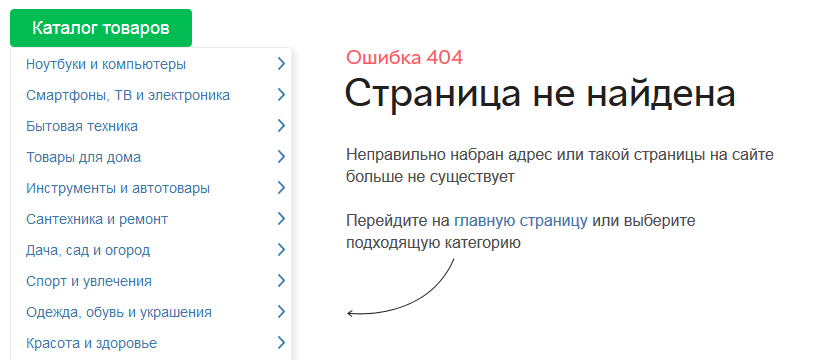 Каталог товаров
Ноутбуки и компьютеры
Смартфоны, ТВ и электроника
Бытовая техника
Товары для дома
Инструменты и автотовары
Сантехника и ремонт
Дача, сад и огород
Спорт и увлечения
Одежда, обувь и украшения
Красота и здоровье
Ошибка 404
Страница не найдена
Неправильно набран адрес или такой страницы на сайте
больше не существует
Перейдите на главную страницу или выберите
подходящую категорию